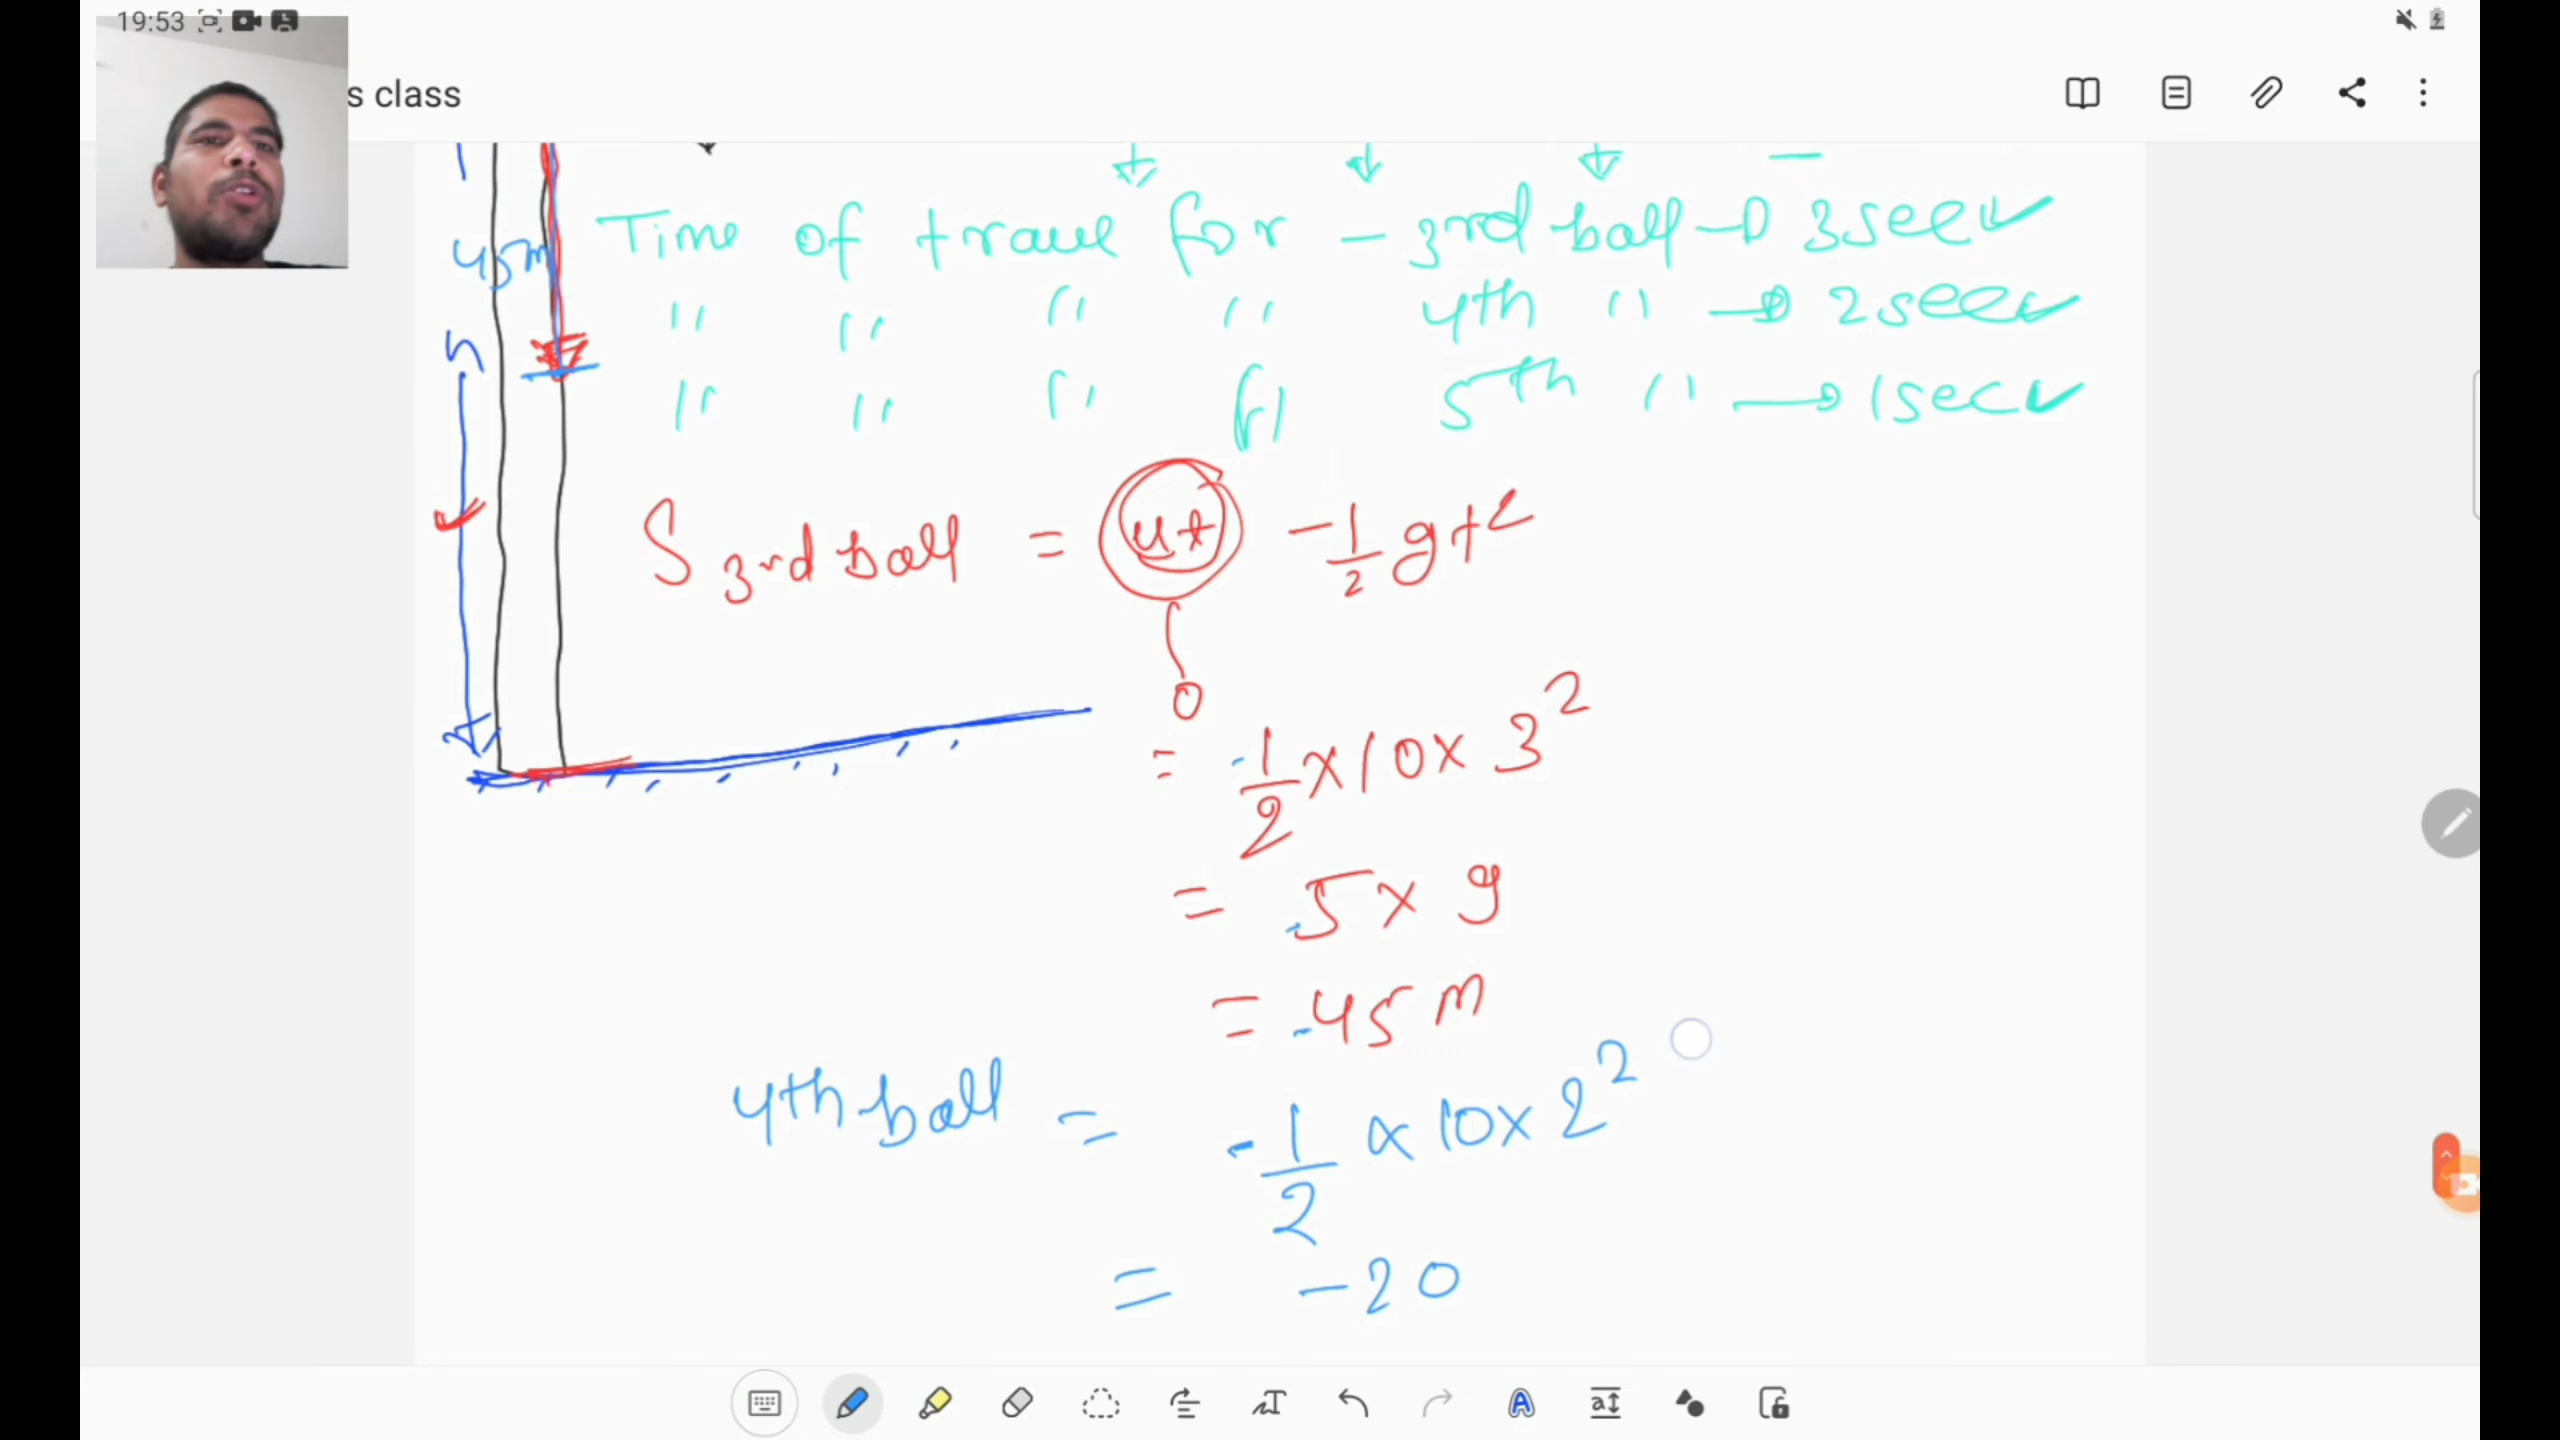 19:53
s class
45m
h
Time of trave for - 3rd ball → 3sec ✓
" " " " 4th " → 2sec ✓
" " " " 5th " → 1sec ✓
S 3rd ball = ut - 1/2 gt²
0
= -1/2 x 10 x 3²
= -5 x 9
= -45 m
4th ball = -1/2 x 10 x 2²
= -20